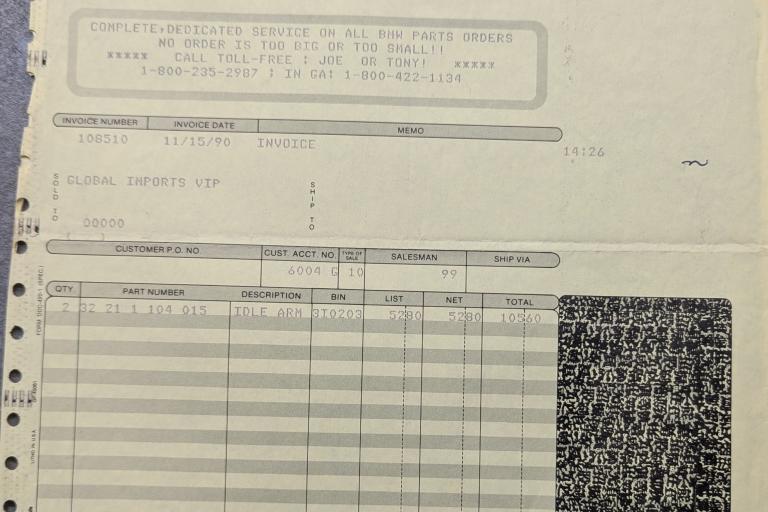 COMPLETE,DEDICATED SERVICE ON ALL BMW PARTS ORDERS
NO ORDER IS TOO BIG OR TOO SMALL!!
***** CALL TOLL-FREE : JOE OR TONY! *****
1-800-235-2987 : IN GA: 1-800-422-1134
INVOICE NUMBER INVOICE DATE MEMO
108510 11/15/90 INVOICE 14:26
SOLD TO GLOBAL IMPORTS VIP SHIP TO
00000
CUSTOMER P.O. NO. CUST. ACCT. NO. TYPE OF SALE SALESMAN SHIP VIA
6004 G 10 99
QTY. PART NUMBER DESCRIPTION BIN LIST NET TOTAL
2 32 21 1 104 015 IDLE ARM 3T0203 5280 5280 10560
LITHO IN U.S.A.